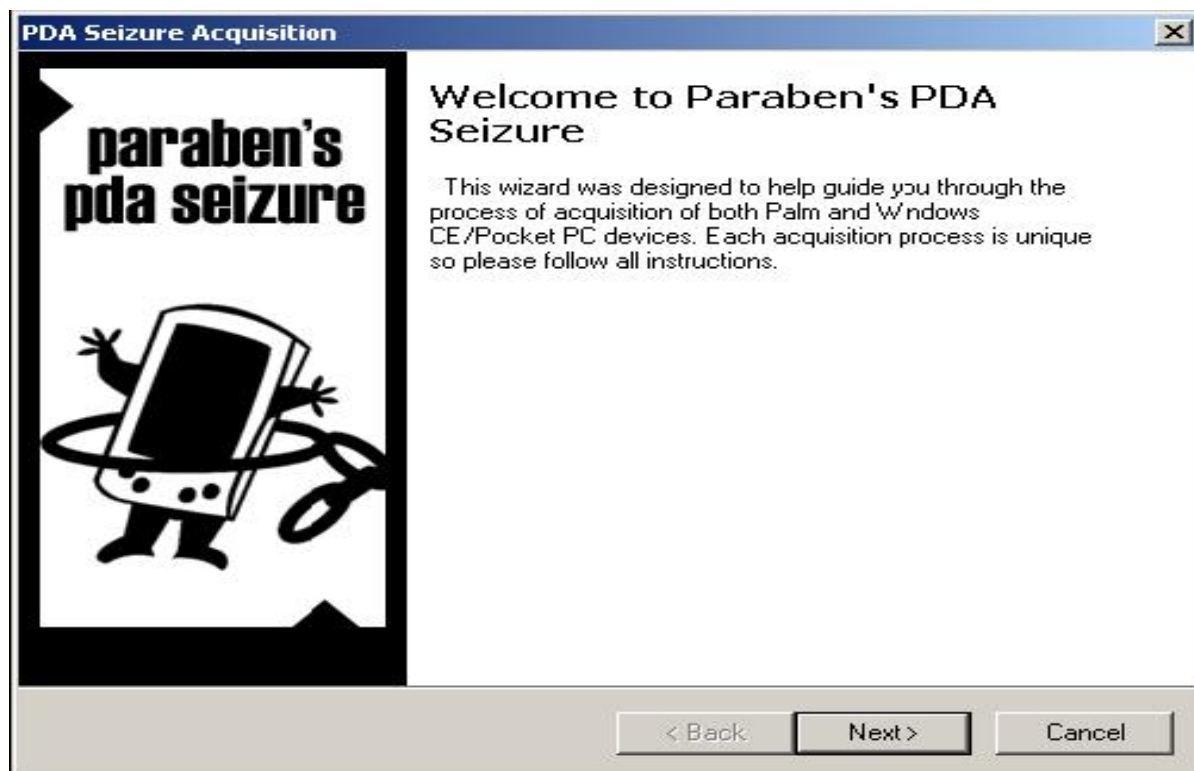 PDA Seizure Acquisition
paraben's
pda seizure
Welcome to Paraben's PDA
Seizure
This wizard was designed to help guide you through the
process of acquisition of both Palm and Windows
CE/Pocket PC devices. Each acquisition process is unique
so please follow all instructions.
< Back
Next >
Cancel